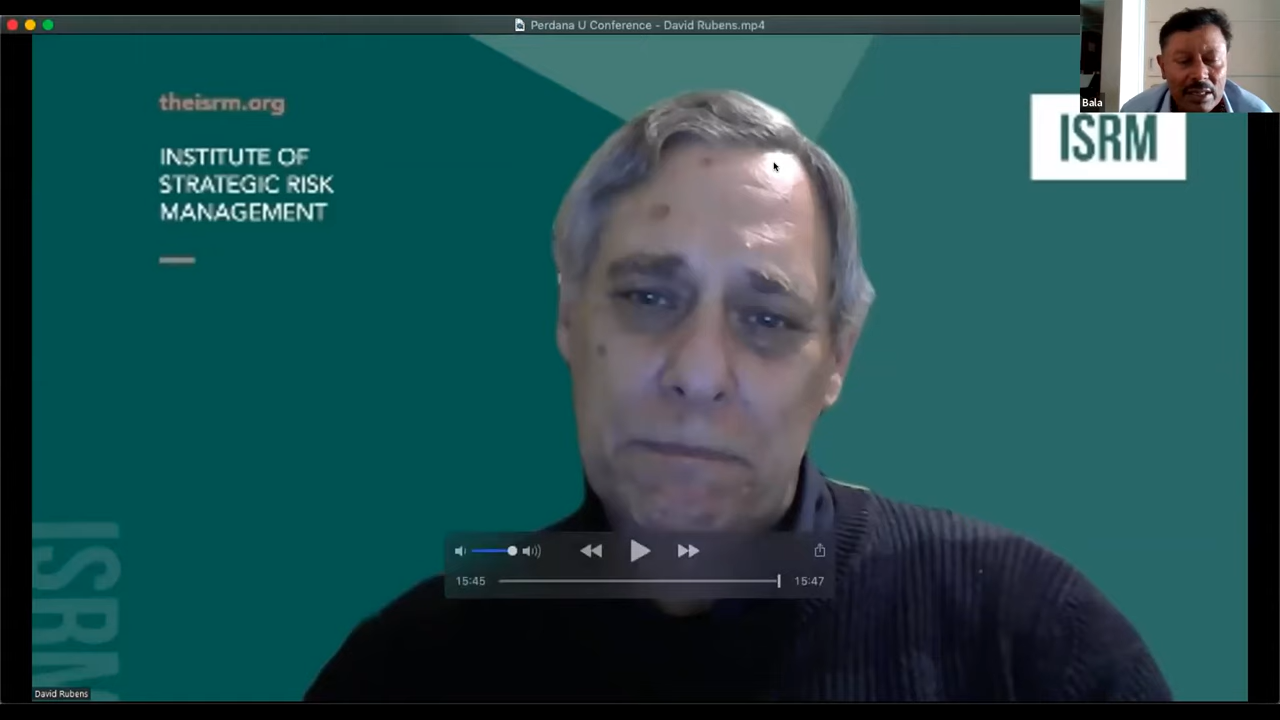 Perdana U Conference - David Rubens.mp4
Bala
theisrm.org
INSTITUTE OF
STRATEGIC RISK
MANAGEMENT
ISRM
15:45
15:47
ISRM
David Rubens